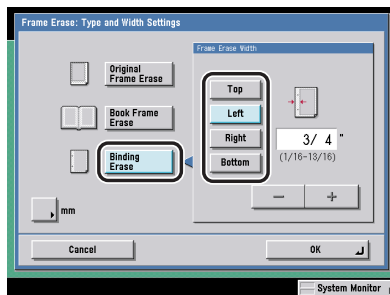 Frame Erase: Type and Width Settings
Frame Erase Width
Original
Frame Erase
Book Frame
Erase
Binding
Erase
Top
Left
Right
Bottom
3/ 4 "
(1/16-13/16)
− +
mm
Cancel
OK
System Monitor